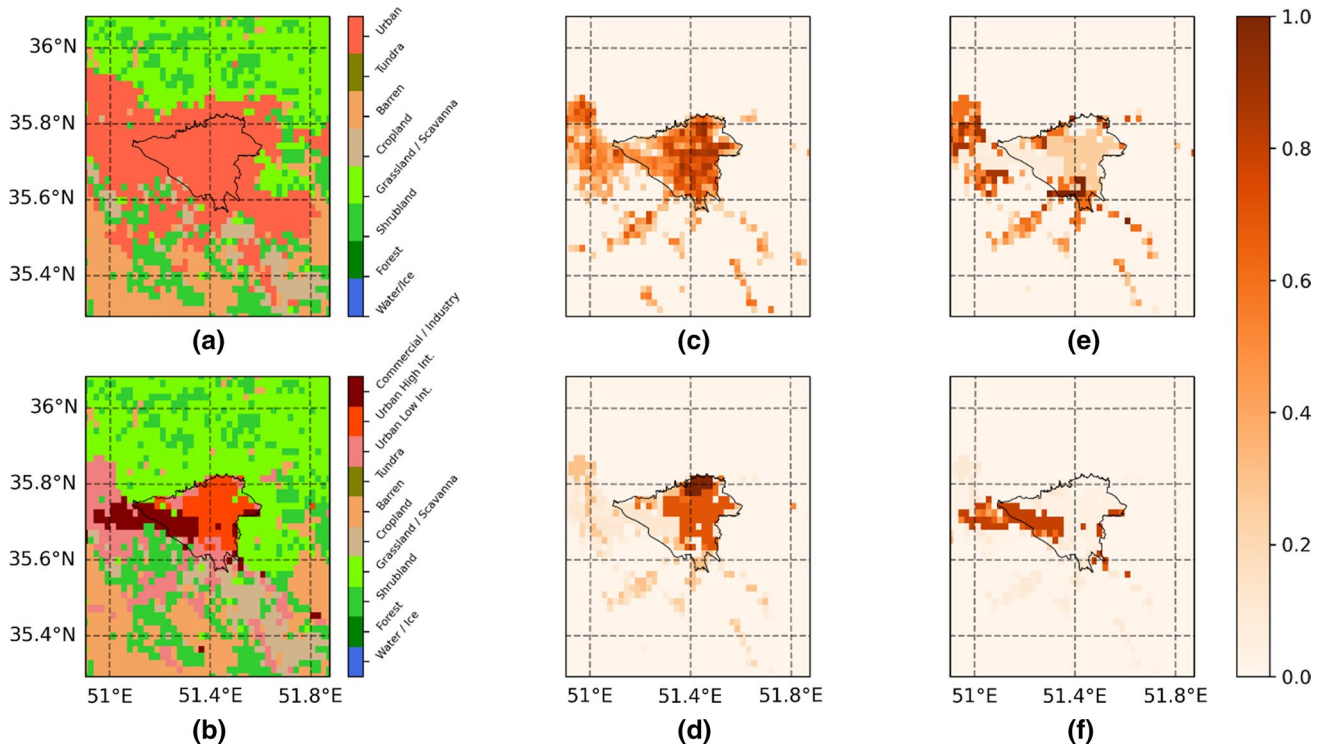 36°N
35.8°N
35.6°N
35.4°N
Urban
Tundra
Barren
Cropland
Grassland / Scavanna
Shrubland
Forest
Water/Ice
(a)
(c)
(e)
1.0
0.8
0.6
0.4
0.2
0.0
36°N
35.8°N
35.6°N
35.4°N
51°E
51.4°E
51.8°E
Commercial / Industry
Urban High Int.
Urban Low Int.
Tundra
Barren
Cropland
Grassland / Scavanna
Shrubland
Forest
Water / Ice
51°E
51.4°E
51.8°E
51°E
51.4°E
51.8°E
(b)
(d)
(f)